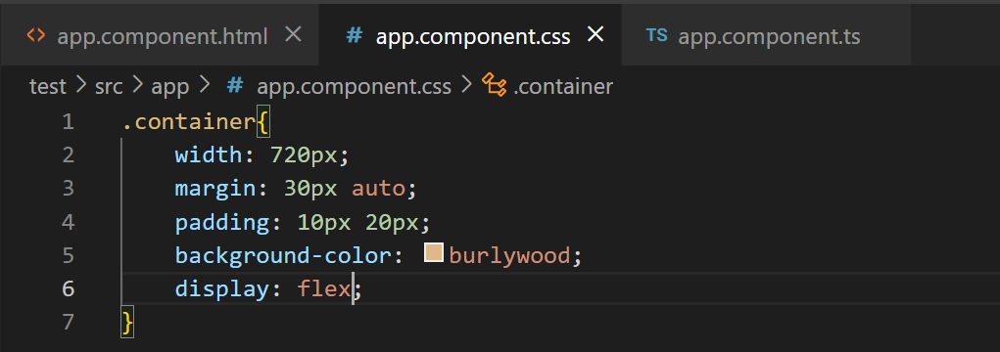 <> app.component.html × # app.component.css × TS app.component.ts
test > src > app > # app.component.css > .container
1 .container{
2 width: 720px;
3 margin: 30px auto;
4 padding: 10px 20px;
5 background-color: burlywood;
6 display: flex;
7 }